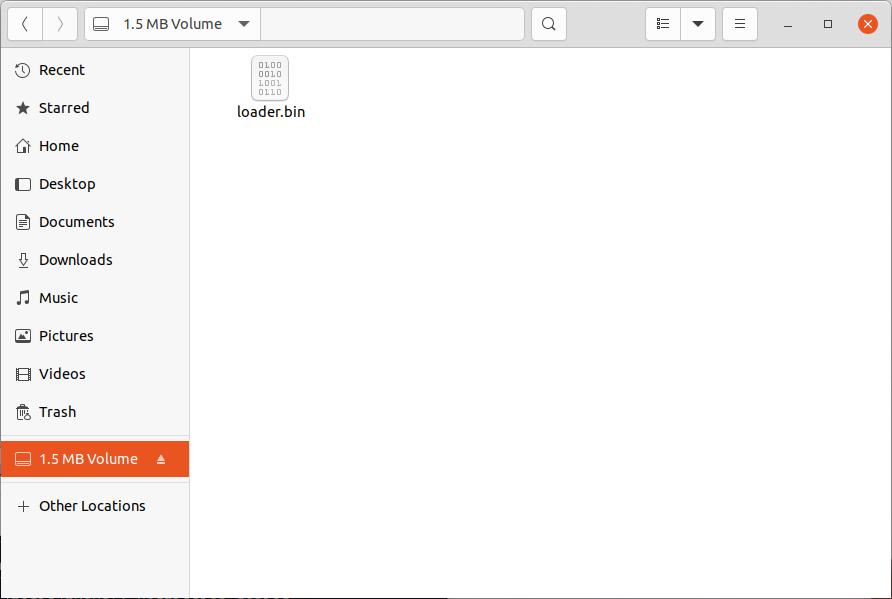 1.5 MB Volume
Recent
Starred
Home
Desktop
Documents
Downloads
Music
Pictures
Videos
Trash
1.5 MB Volume
Other Locations
0100
0010
1001
0110
loader.bin